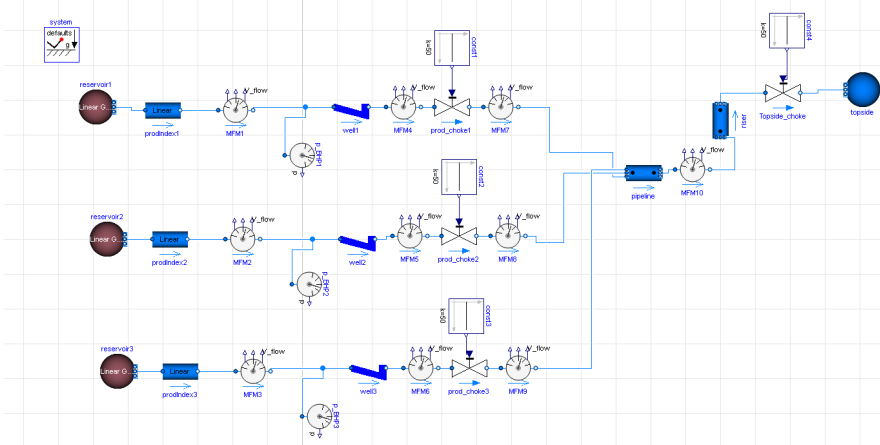 system
defaults
g
const4
k=50
const1
k=50
reservoir1
Linear G...
Linear
prodIndex1
V_flow
MFM1
p_BHP1
p
well1
V_flow
MFM4
prod_choke1
V_flow
MFM7
riser
Topside_choke
topside
const2
k=50
V_flow
MFM10
pipeline
reservoir2
Linear G...
Linear
prodIndex2
V_flow
MFM2
p_BHP2
p
well2
V_flow
MFM5
prod_choke2
V_flow
MFM8
const3
k=50
reservoir3
Linear G...
Linear
prodIndex3
V_flow
MFM3
p_BHP3
p
well3
V_flow
MFM6
prod_choke3
V_flow
MFM9